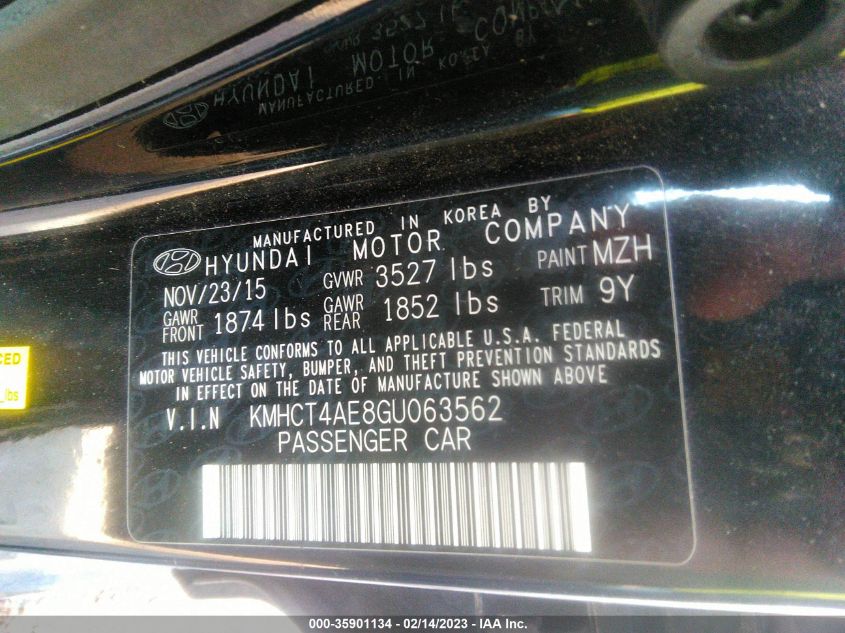 MANUFACTURED IN KOREA BY
HYUNDAI MOTOR COMPANY
NOV/23/15 GVWR 3527 lbs PAINT MZH
GAWR FRONT 1874 lbs GAWR REAR 1852 lbs TRIM 9Y
THIS VEHICLE CONFORMS TO ALL APPLICABLE U.S.A. FEDERAL
MOTOR VEHICLE SAFETY, BUMPER, AND THEFT PREVENTION STANDARDS
IN EFFECT ON THE DATE OF MANUFACTURE SHOWN ABOVE
V.I.N KMHCT4AE8GU063562
PASSENGER CAR
CED
lbs
000-35901134 - 02/14/2023 - IAA Inc.